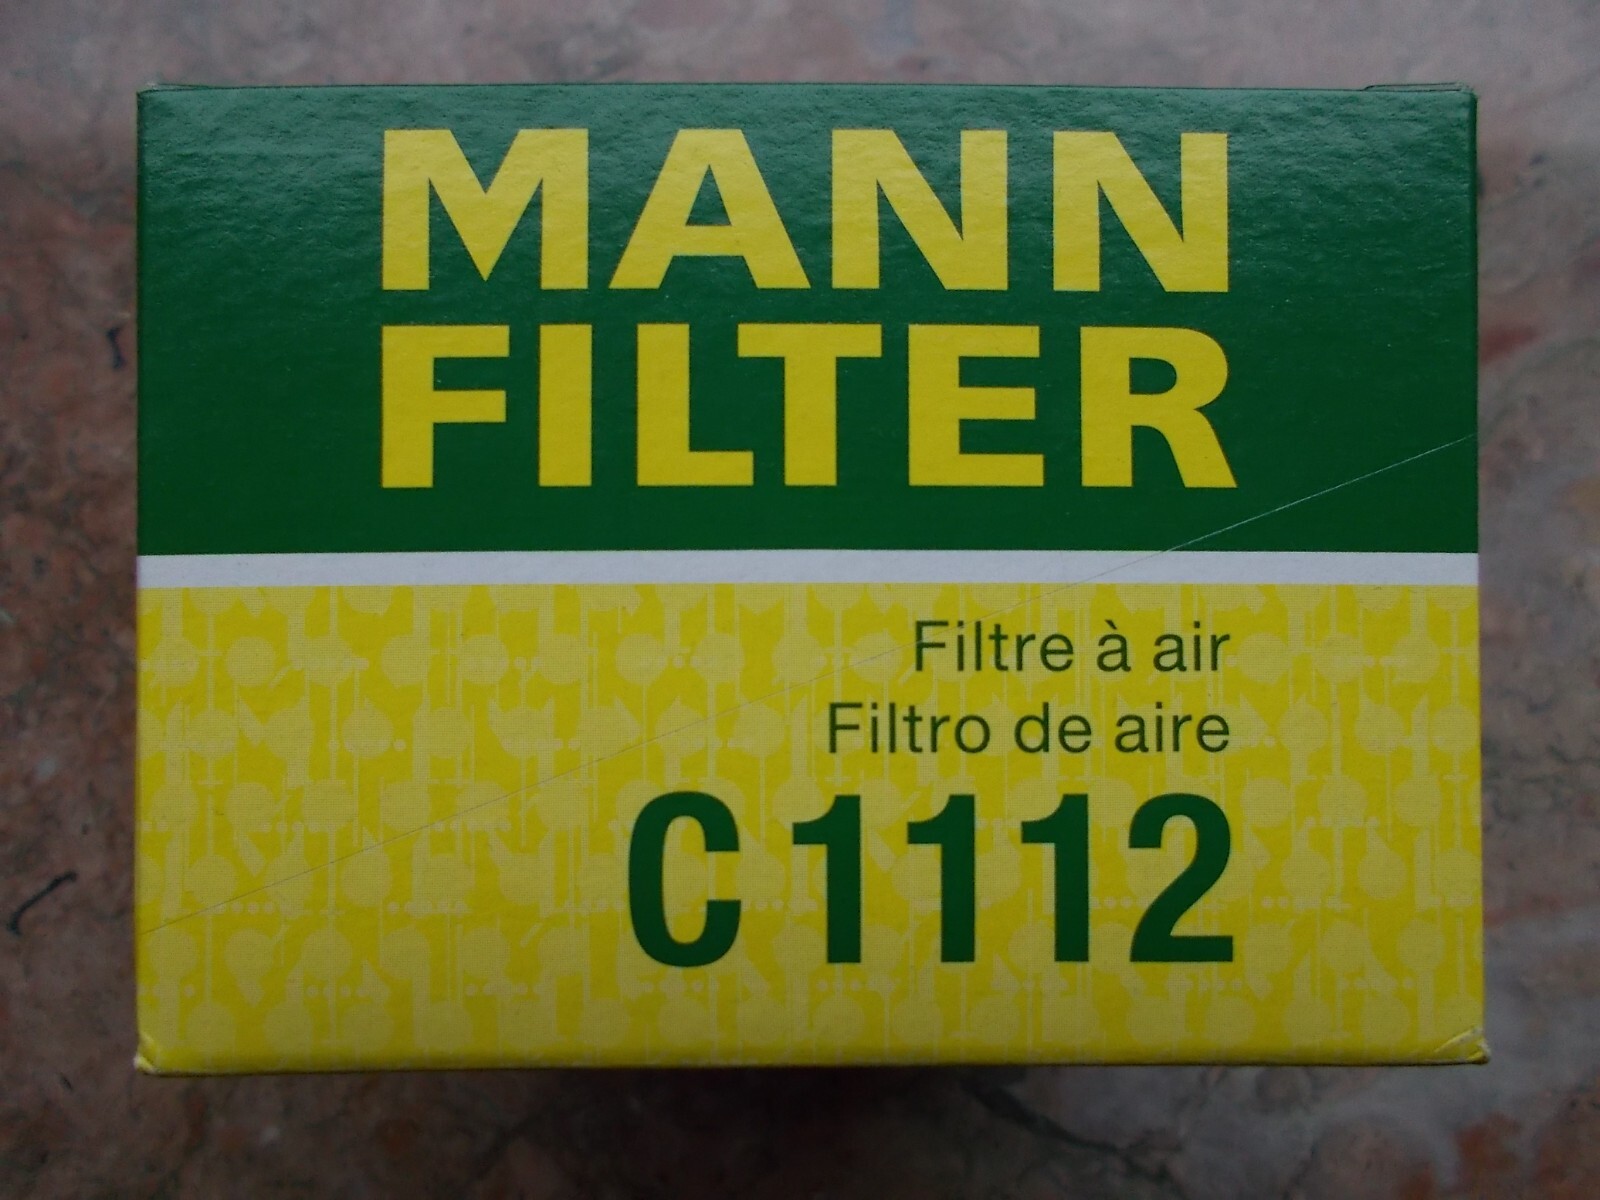 MANN
FILTER
Filtre à air
Filtro de aire
C 1112